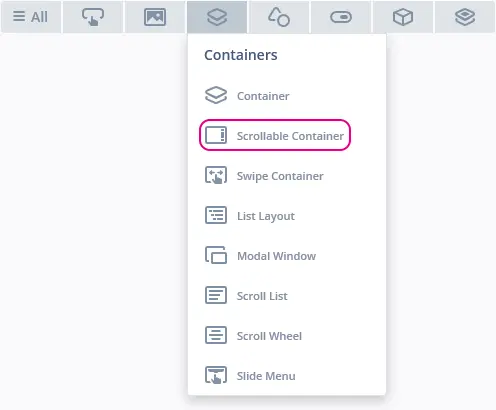 All
Containers
Container
Scrollable Container
Swipe Container
List Layout
Modal Window
Scroll List
Scroll Wheel
Slide Menu